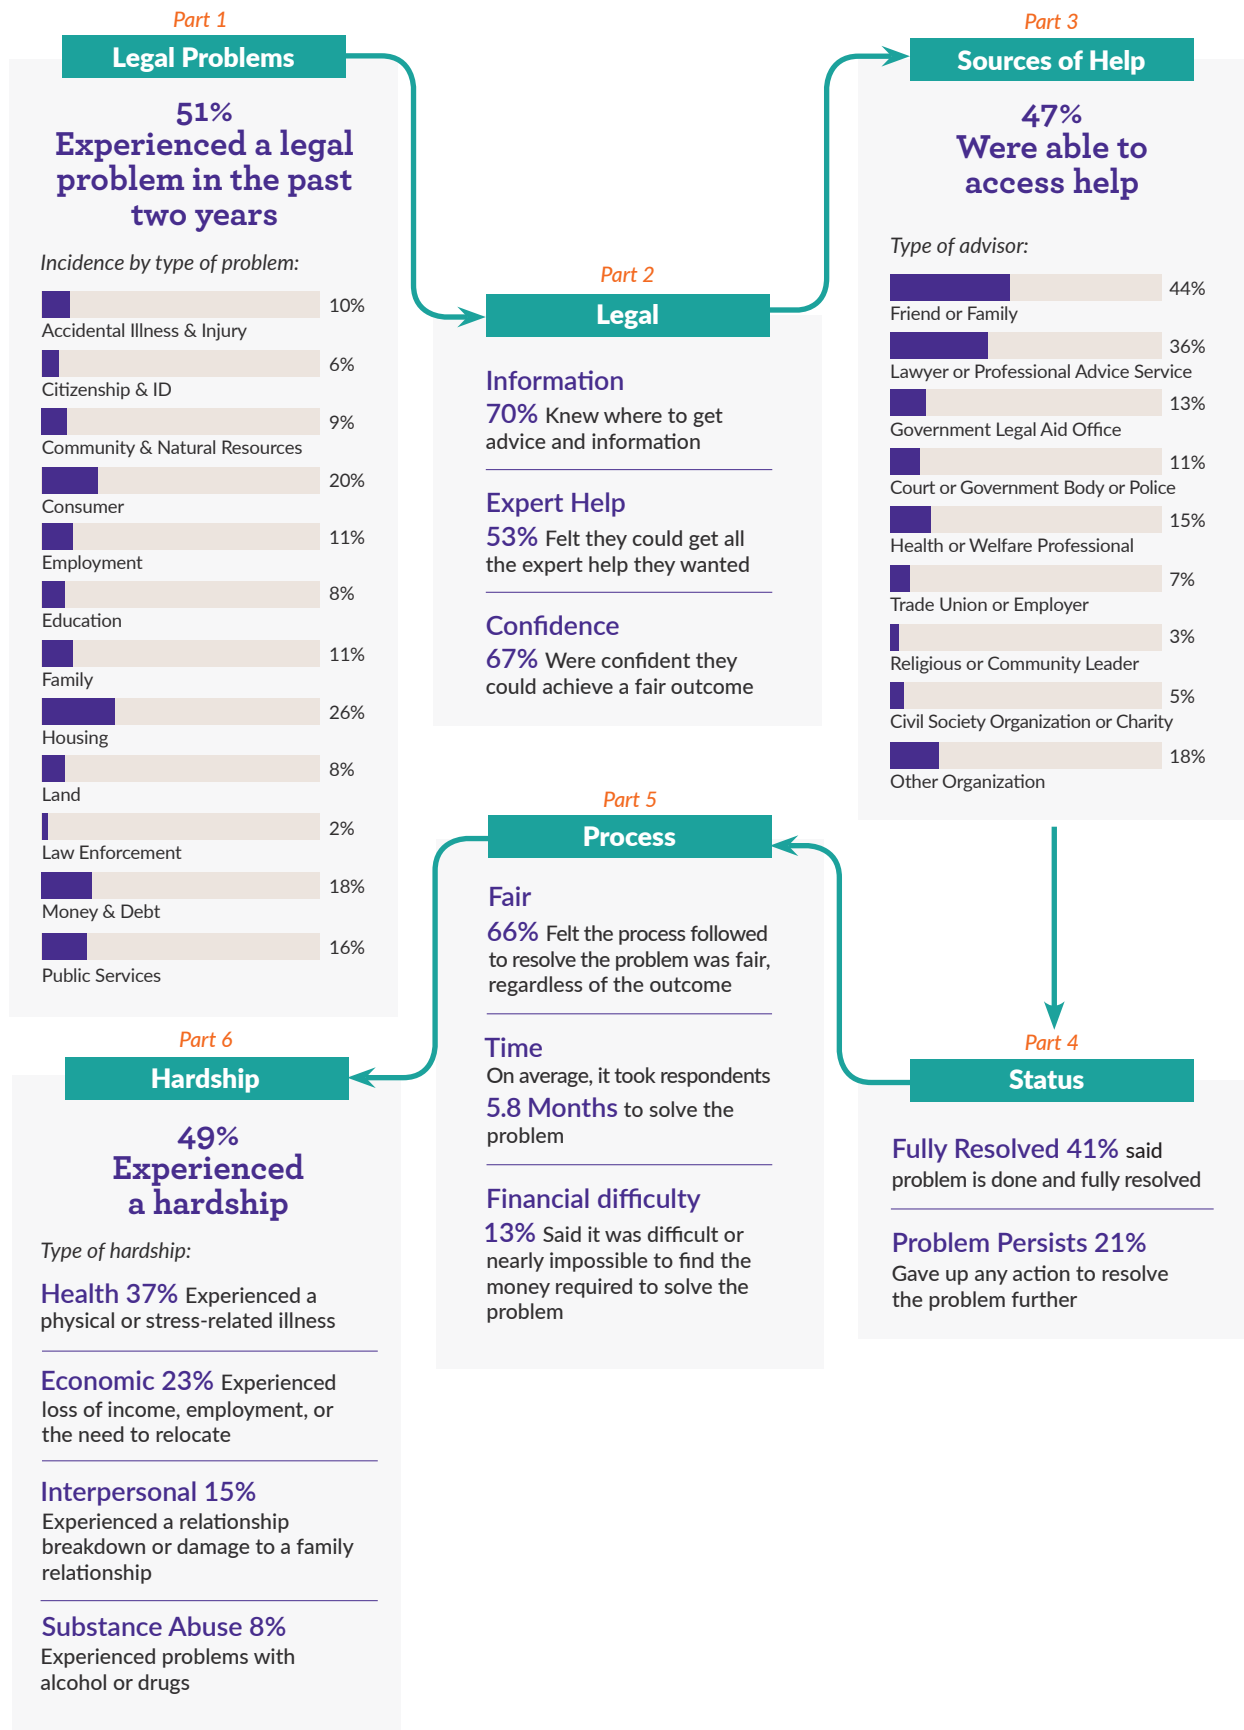 Part 1
Legal Problems
51%
Experienced a legal
problem in the past
two years
Incidence by type of problem:
10%
Accidental Illness & Injury
6%
Citizenship & ID
9%
Community & Natural Resources
20%
Consumer
11%
Employment
8%
Education
11%
Family
26%
Housing
8%
Land
2%
Law Enforcement
18%
Money & Debt
16%
Public Services
Part 2
Legal
Information
70% Knew where to get
advice and information
Expert Help
53% Felt they could get all
the expert help they wanted
Confidence
67% Were confident they
could achieve a fair outcome
Part 3
Sources of Help
47%
Were able to
access help
Type of advisor:
44%
Friend or Family
36%
Lawyer or Professional Advice Service
13%
Government Legal Aid Office
11%
Court or Government Body or Police
15%
Health or Welfare Professional
7%
Trade Union or Employer
3%
Religious or Community Leader
5%
Civil Society Organization or Charity
18%
Other Organization
Part 4
Status
Fully Resolved 41% said
problem is done and fully resolved
Problem Persists 21%
Gave up any action to resolve
the problem further
Part 5
Process
Fair
66% Felt the process followed
to resolve the problem was fair,
regardless of the outcome
Time
On average, it took respondents
5.8 Months to solve the
problem
Financial difficulty
13% Said it was difficult or
nearly impossible to find the
money required to solve the
problem
Part 6
Hardship
49%
Experienced
a hardship
Type of hardship:
Health 37% Experienced a
physical or stress-related illness
Economic 23% Experienced
loss of income, employment, or
the need to relocate
Interpersonal 15%
Experienced a relationship
breakdown or damage to a family
relationship
Substance Abuse 8%
Experienced problems with
alcohol or drugs